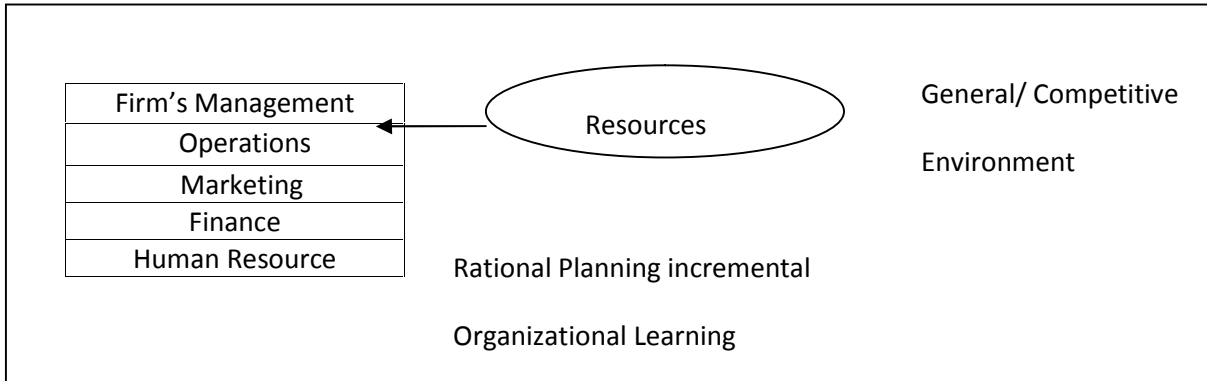 Firm’s Management
Operations
Marketing
Finance
Human Resource
Resources
General/ Competitive
Environment
Rational Planning incremental
Organizational Learning